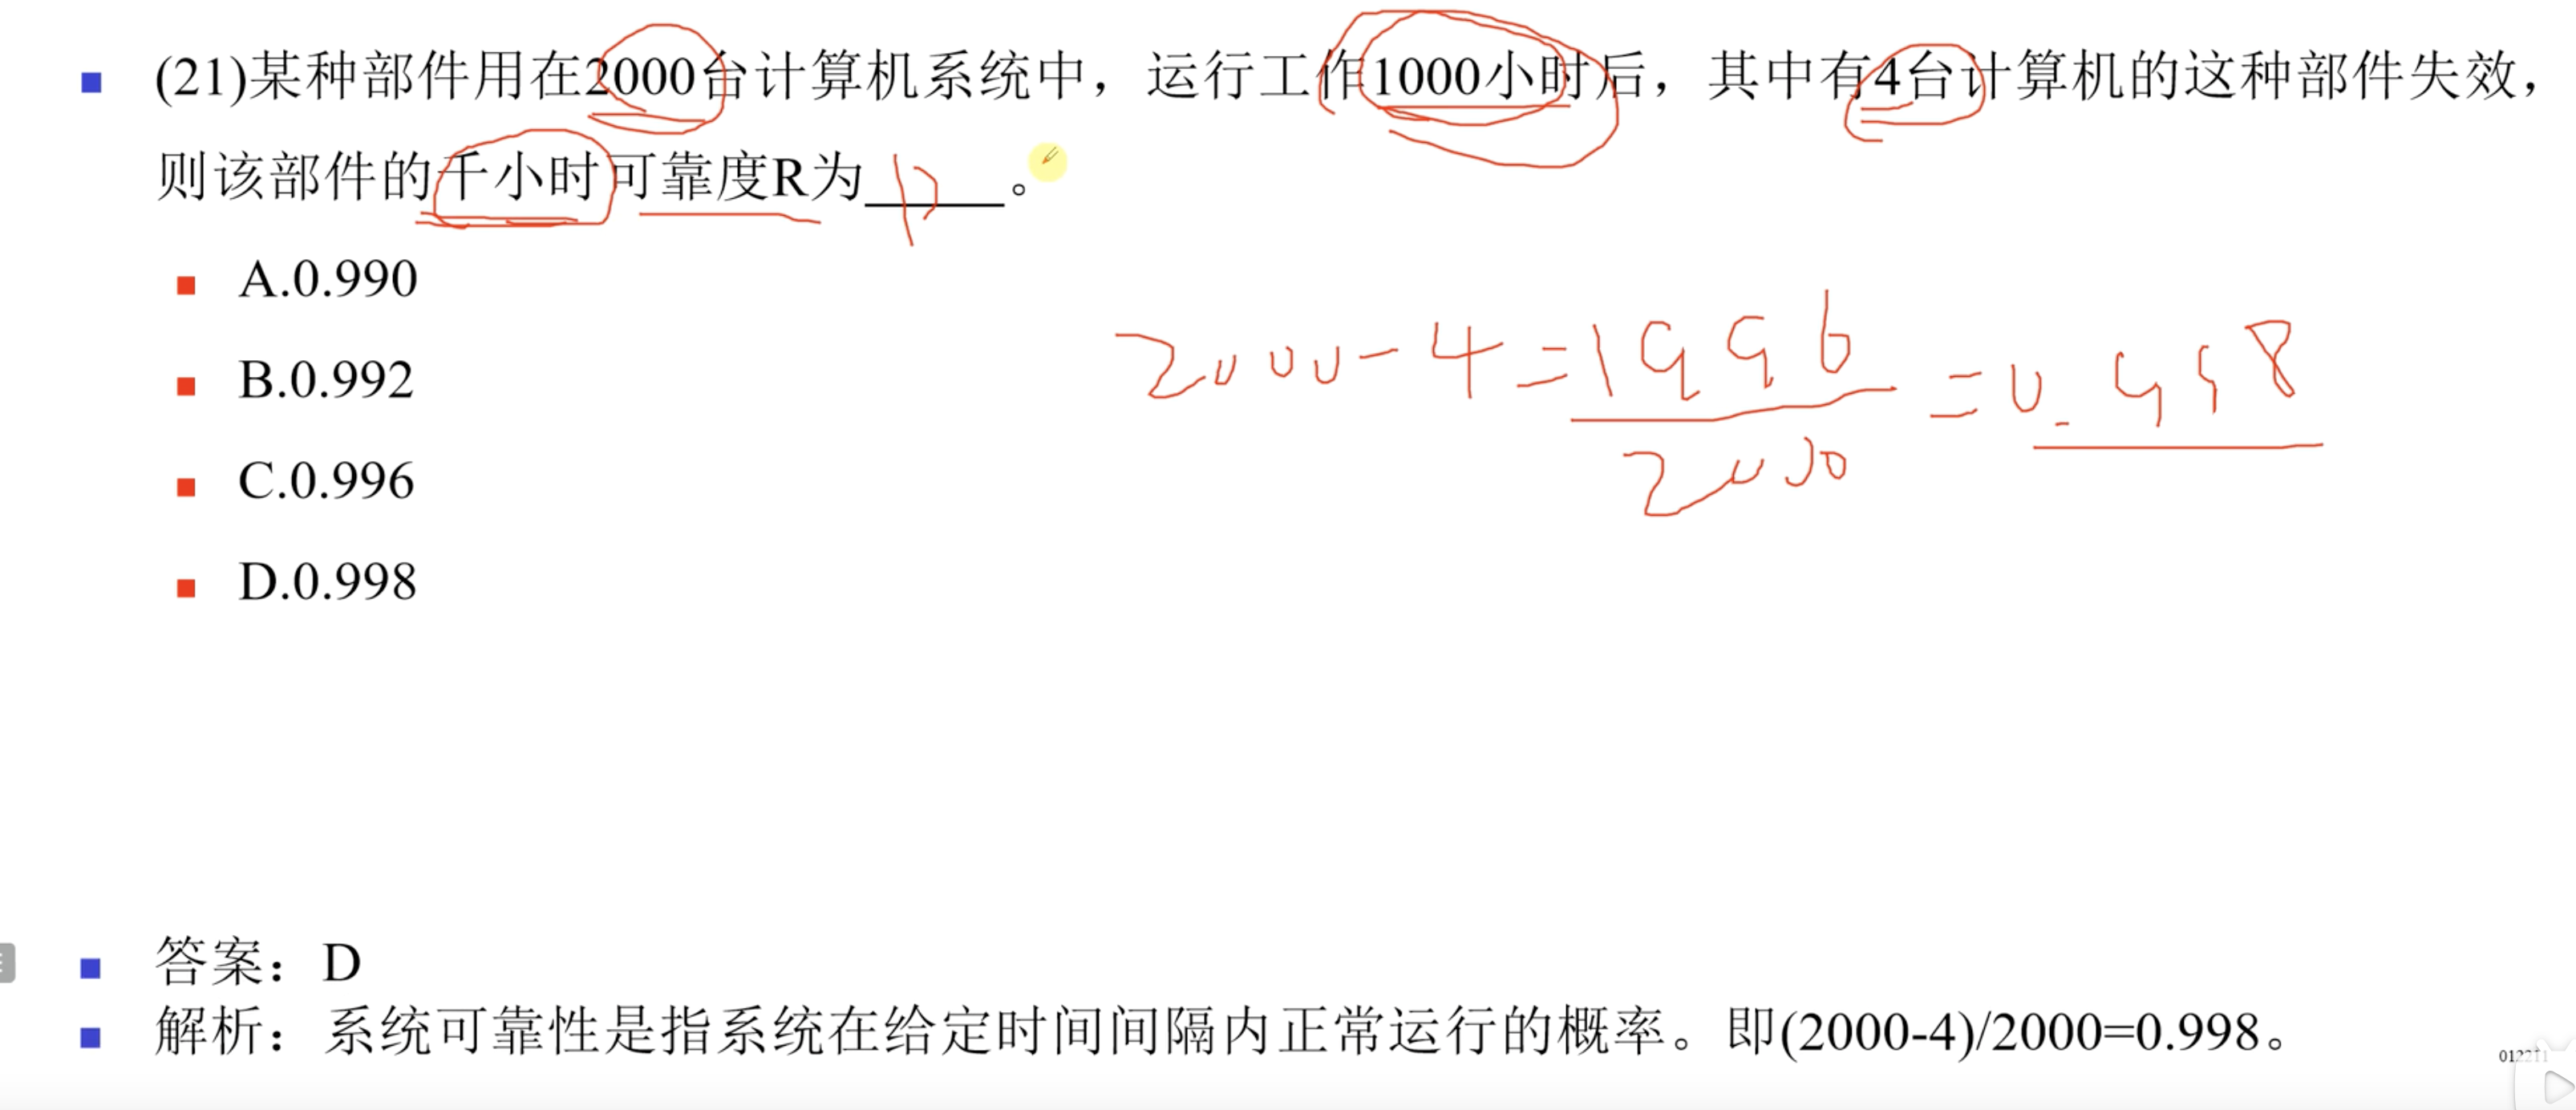 (21)某种部件用在2000台计算机系统中，运行工作1000小时后，其中有4台计算机的这种部件失效，
则该部件的千小时可靠度R为_____。
D
A.0.990
B.0.992
C.0.996
D.0.998
2000-4=1996
2000
=0.998
答案：D
解析：系统可靠性是指系统在给定时间间隔内正常运行的概率。即(2000-4)/2000=0.998。